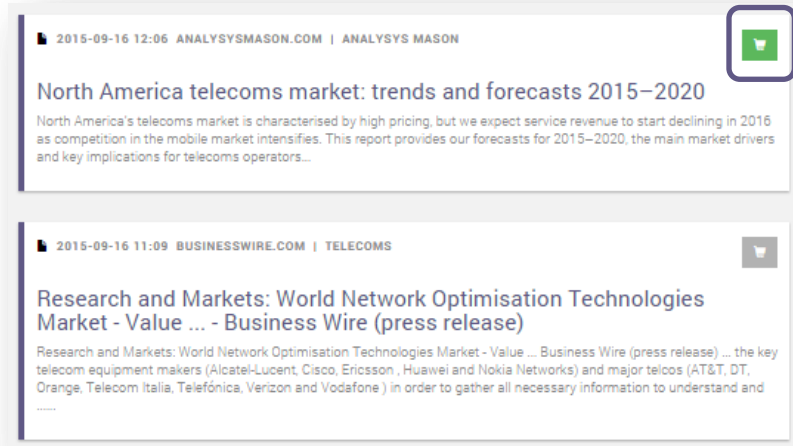 2015-09-16 12:06 ANALYSYSMASON.COM | ANALYSYS MASON
North America telecoms market: trends and forecasts 2015–2020
North America's telecoms market is characterised by high pricing, but we expect service revenue to start declining in 2016
as competition in the mobile market intensifies. This report provides our forecasts for 2015–2020, the main market drivers
and key implications for telecoms operators...
2015-09-16 11:09 BUSINESSWIRE.COM | TELECOMS
Research and Markets: World Network Optimisation Technologies
Market - Value ... - Business Wire (press release)
Research and Markets: World Network Optimisation Technologies Market - Value ... Business Wire (press release) ... the key
telecom equipment makers (Alcatel-Lucent, Cisco, Ericsson , Huawei and Nokia Networks) and major telcos (AT&T, DT,
Orange, Telecom Italia, Telefónica, Verizon and Vodafone ) in order to gather all necessary information to understand and
......